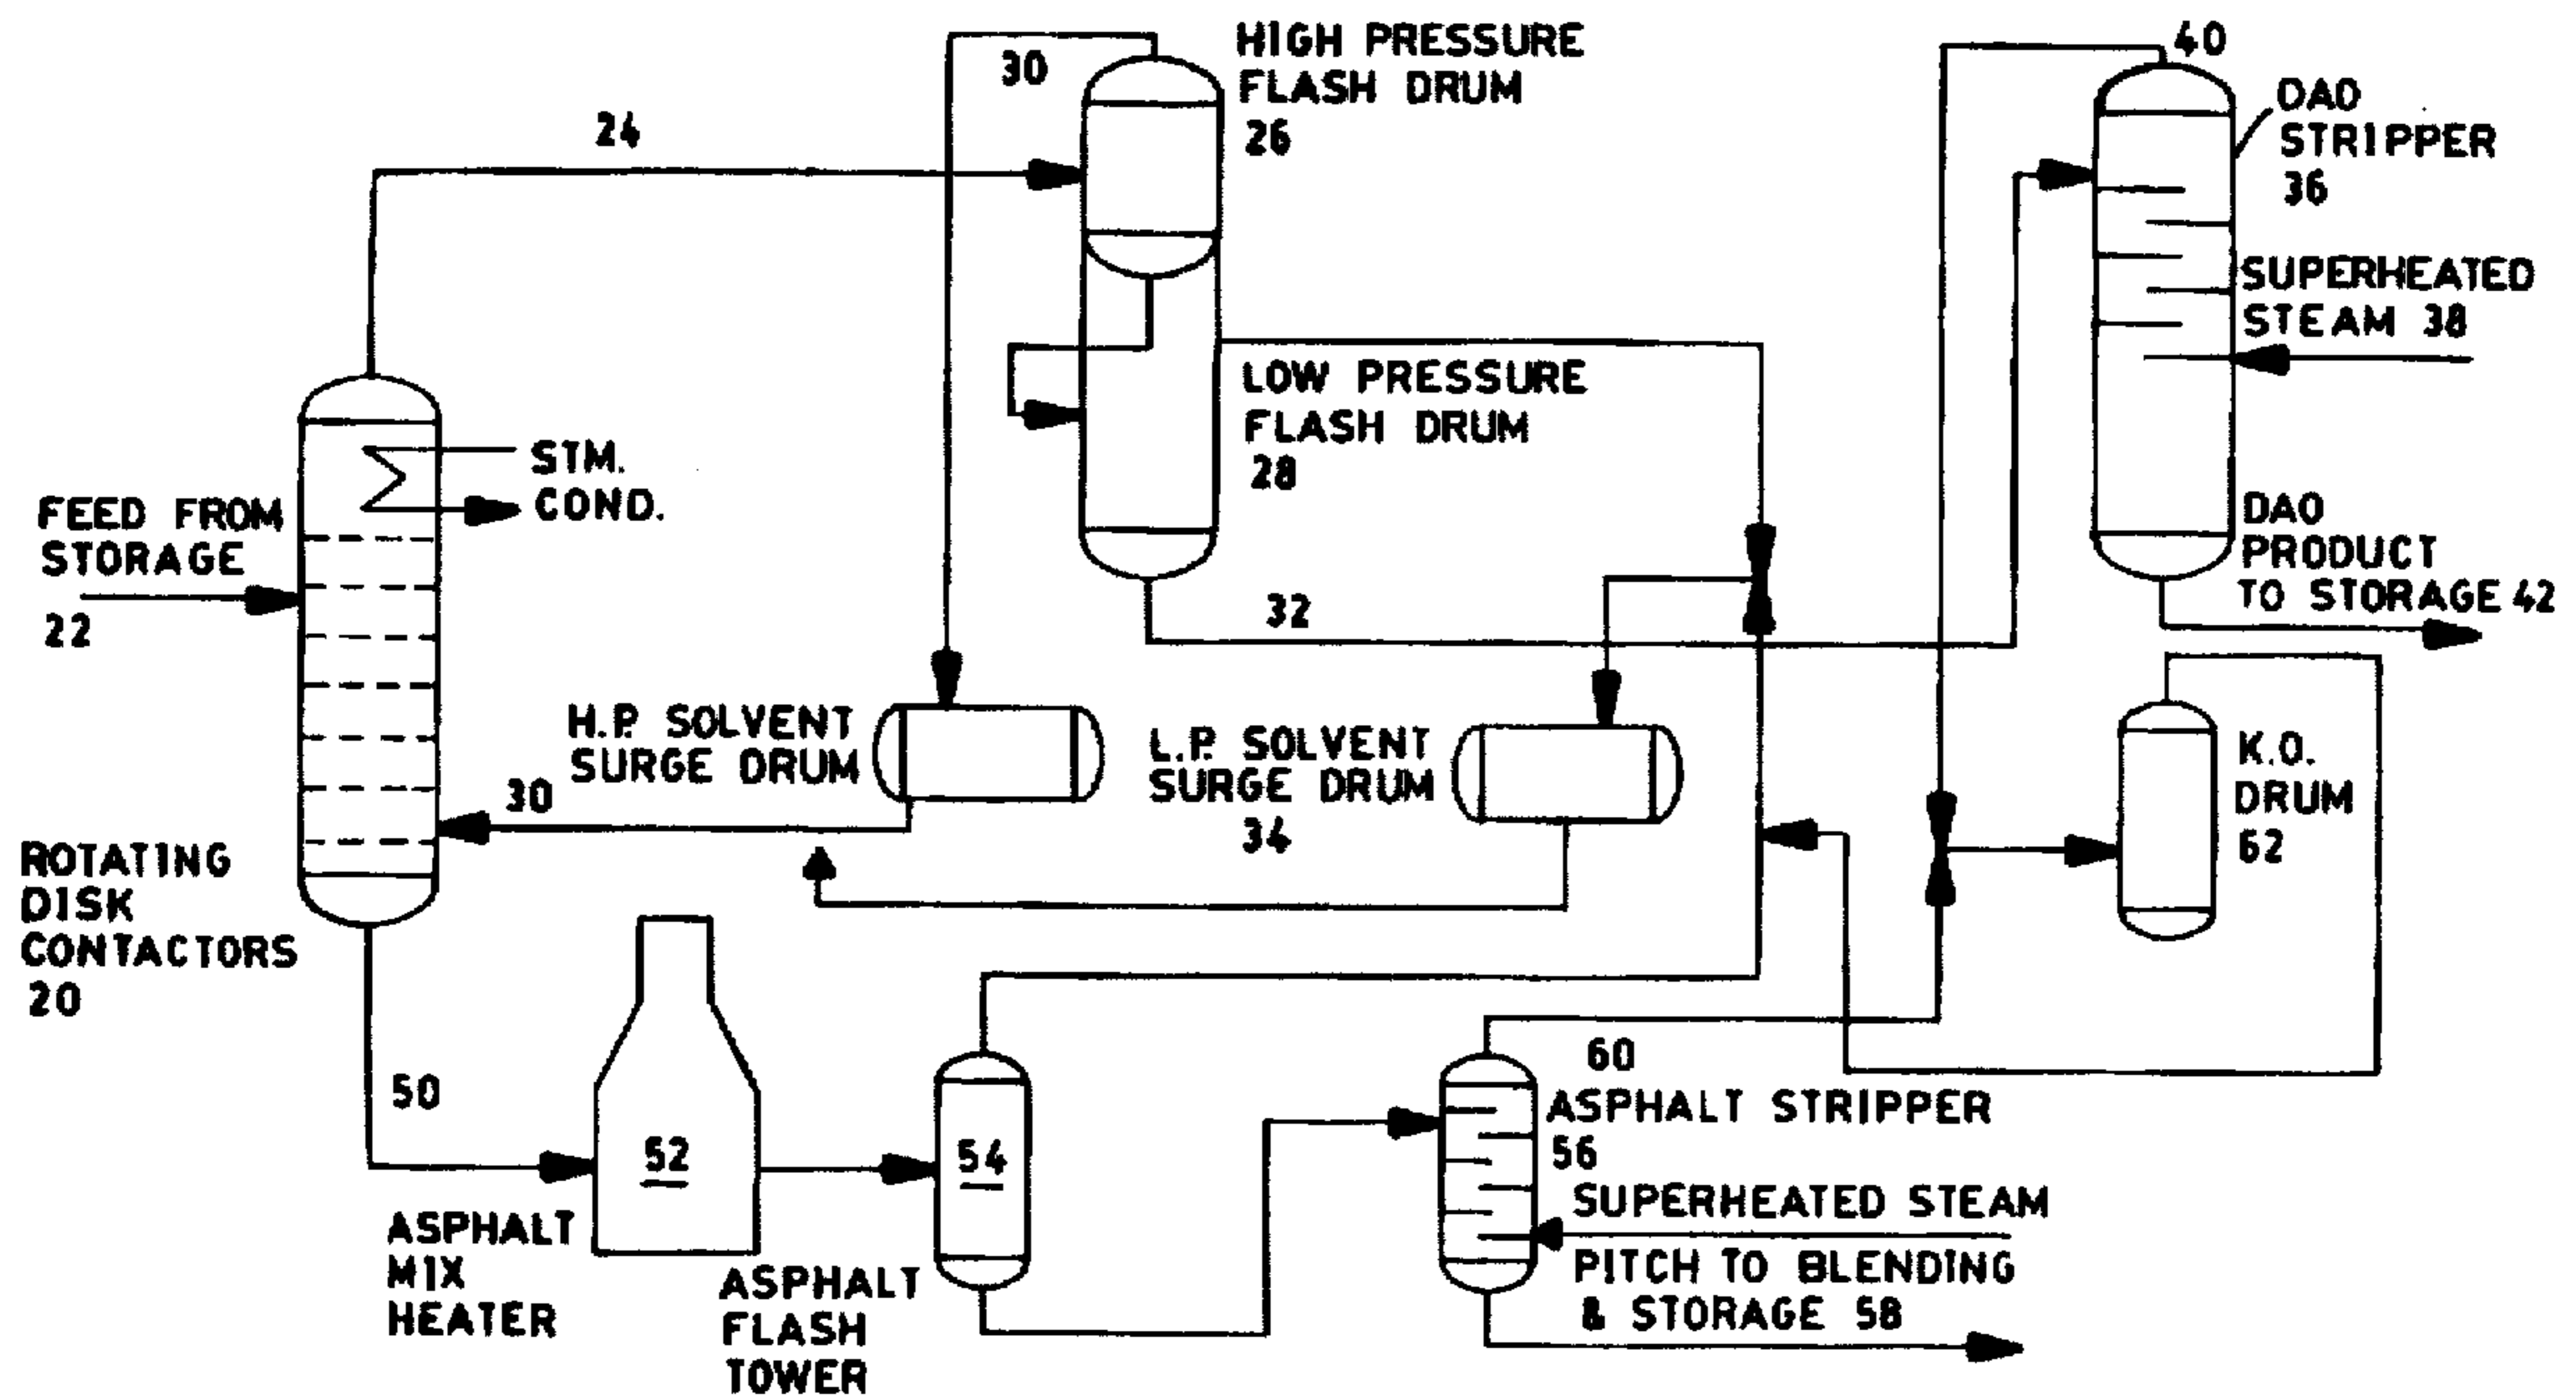 30
HIGH PRESSURE
FLASH DRUM
26
40
DAO
STRIPPER
36
24
SUPERHEATED
STEAM 38
LOW PRESSURE
FLASH DRUM
28
STM.
COND.
FEED FROM
STORAGE
22
DAO
PRODUCT
TO STORAGE 42
32
H.P. SOLVENT
SURGE DRUM
L.P. SOLVENT
SURGE DRUM
34
K.O.
DRUM
62
30
ROTATING
DISK
CONTACTORS
20
50
52
ASPHALT
MIX
HEATER
54
ASPHALT
FLASH
TOWER
60
ASPHALT STRIPPER
56
SUPERHEATED STEAM
PITCH TO BLENDING
& STORAGE 58